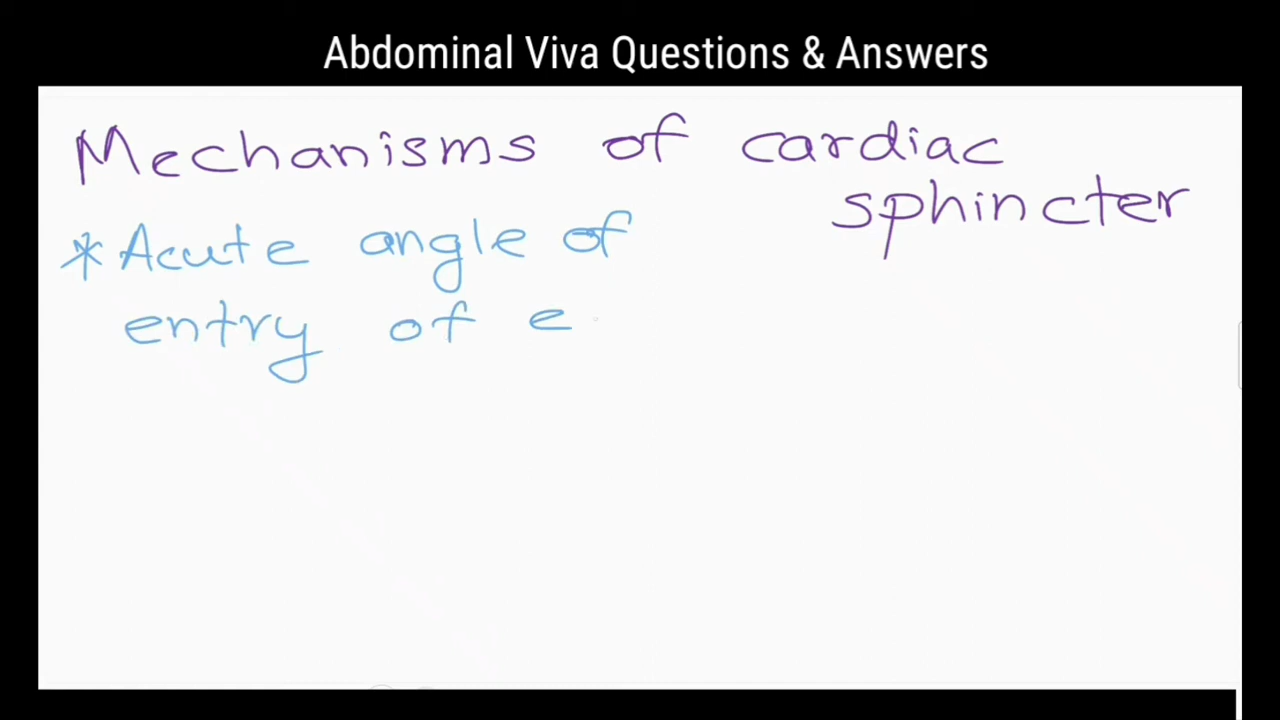 Abdominal Viva Questions & Answers
Mechanisms of cardiac
sphincter
* Acute angle of
entry of e